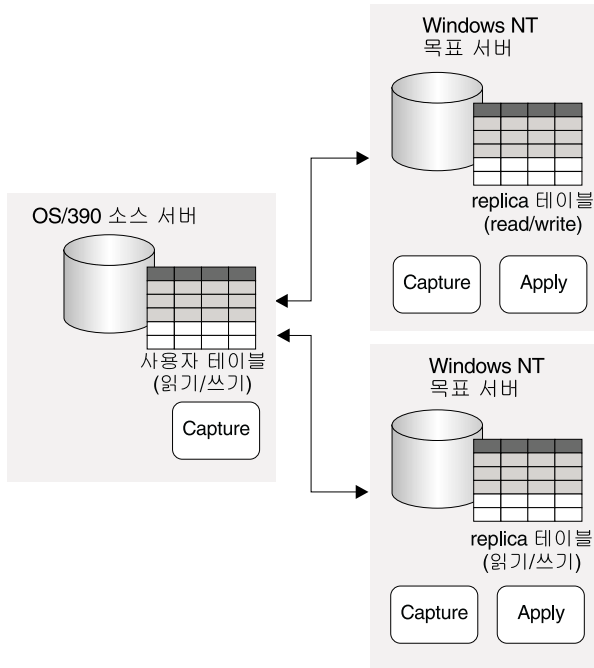 OS/390 소스 서버
사용자 테이블
(읽기/쓰기)
Capture
Windows NT
목표 서버
replica 테이블
(read/write)
Capture
Apply
Windows NT
목표 서버
replica 테이블
(읽기/쓰기)
Capture
Apply